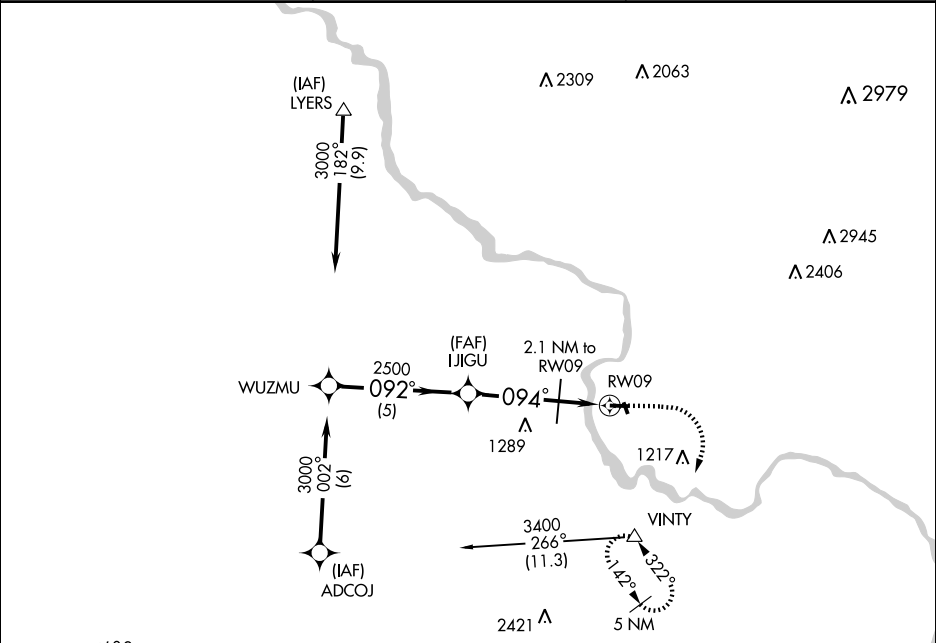 2309
2063
2979
(IAF)
LYERS
3000
182°
(9.9)
2945
2406
(FAF)
IJIGU
2.1 NM to
RW09
RW09
WUZMU
2500
092°
(5)
094°
1289
1217
3000
002°
(6)
(IAF)
ADCOJ
3400
266°
(11.3)
VINTY
142°
322°
5 NM
2421